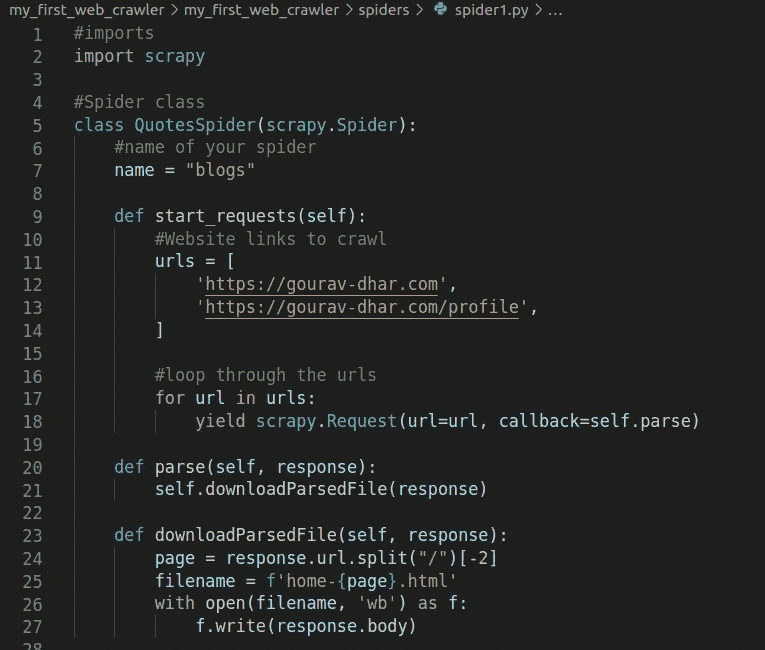 my_first_web_crawler > my_first_web_crawler > spiders > spider1.py > ...
1 #imports
2 import scrapy
3
4 #Spider class
5 class QuotesSpider(scrapy.Spider):
6     #name of your spider
7     name = "blogs"
8
9     def start_requests(self):
10         #Website links to crawl
11         urls = [
12             'https://gourav-dhar.com',
13             'https://gourav-dhar.com/profile',
14         ]
15
16         #loop through the urls
17         for url in urls:
18             yield scrapy.Request(url=url, callback=self.parse)
19
20     def parse(self, response):
21         self.downloadParsedFile(response)
22
23     def downloadParsedFile(self, response):
24         page = response.url.split("/")[-2]
25         filename = f'home-{page}.html'
26         with open(filename, 'wb') as f:
27             f.write(response.body)
28